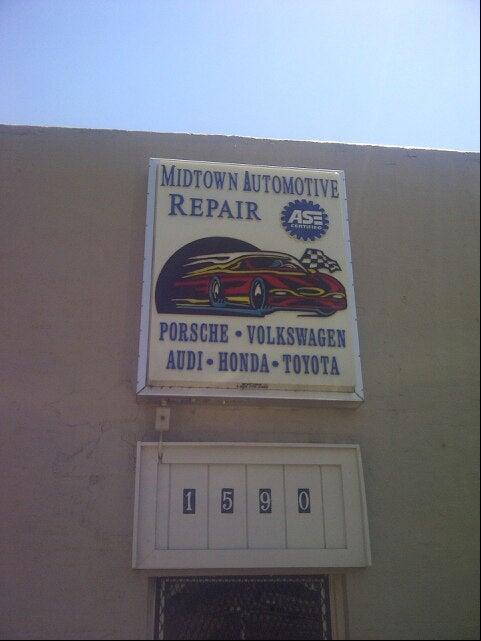 MIDTOWN AUTOMOTIVE
REPAIR
ASE
CERTIFIED
PORSCHE • VOLKSWAGEN
AUDI • HONDA • TOYOTA
1590